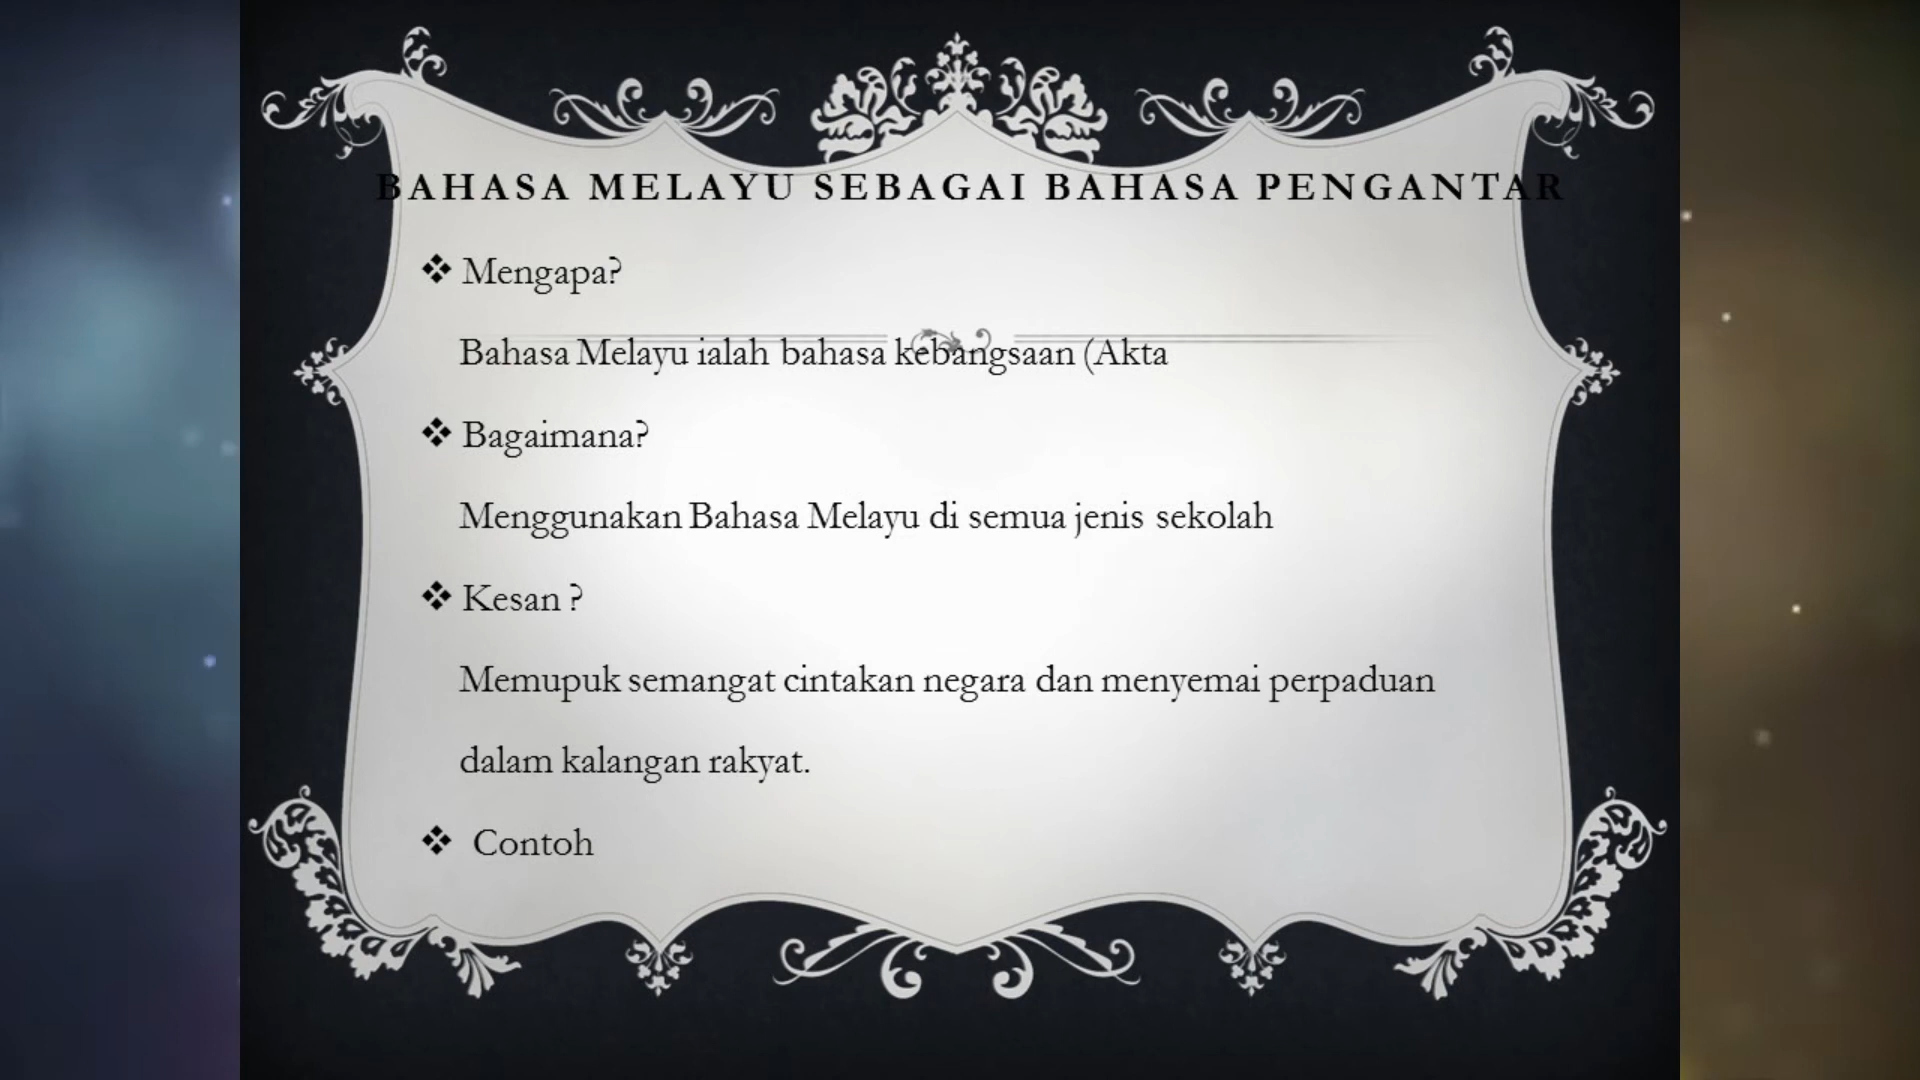 BAHASA MELAYU SEBAGAI BAHASA PENGANTAR
❖ Mengapa?
Bahasa Melayu ialah bahasa kebangsaan (Akta
❖ Bagaimana?
Menggunakan Bahasa Melayu di semua jenis sekolah
❖ Kesan ?
Memupuk semangat cintakan negara dan menyemai perpaduan
dalam kalangan rakyat.
❖ Contoh